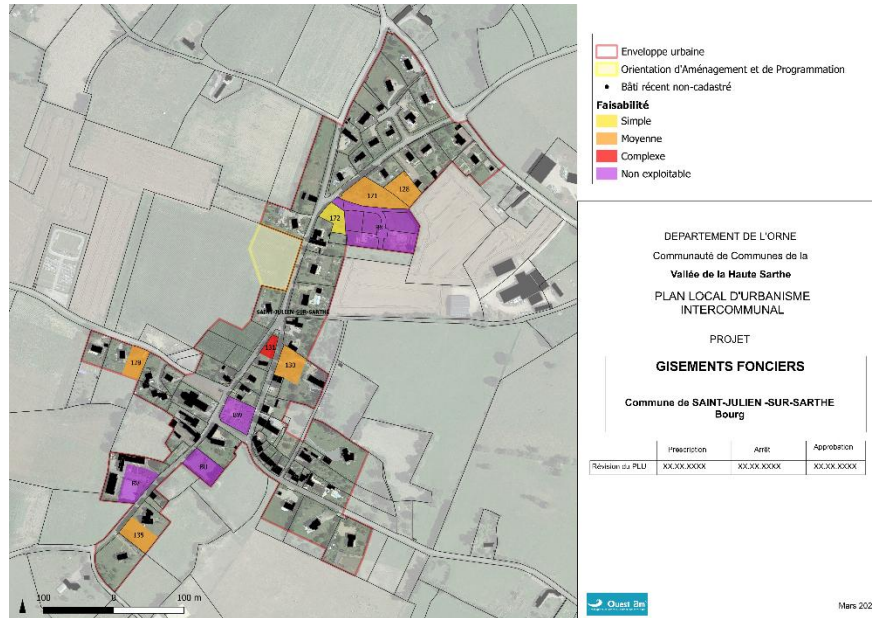 Enveloppe urbaine
Orientation d'Aménagement et de Programmation
Bâti récent non-cadastré
Faisabilité
Simple
Moyenne
Complexe
Non exploitable
DEPARTEMENT DE L'ORNE
Communauté de Communes de la
Vallée de la Haute Sarthe
PLAN LOCAL D'URBANISME
INTERCOMMUNAL
PROJET
GISEMENTS FONCIERS
Commune de SAINT-JULIEN -SUR-SARTHE
Bourg
Prescription Arrêt Approbation
Révision du PLU XX.XX.XXXX XX.XX.XXXX XX.XX.XXXX
Ouest am'
Mars 202
128
171
172
SAINT-JULIEN-SUR-SARTHE
131
133
129
135
100 0 100 m